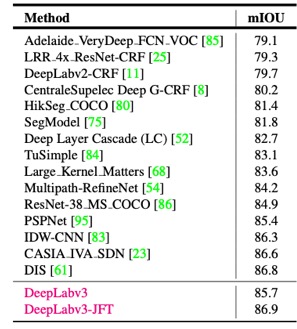 Method mIOU
Adelaide_VeryDeep_FCN_VOC [85] 79.1
LRR_4x_ResNet-CRF [25] 79.3
DeepLabv2-CRF [11] 79.7
CentraleSupelec Deep G-CRF [8] 80.2
HikSeg_COCO [80] 81.4
SegModel [75] 81.8
Deep Layer Cascade (LC) [52] 82.7
TuSimple [84] 83.1
Large_Kernel_Matters [68] 83.6
Multipath-RefineNet [54] 84.2
ResNet-38_MS_COCO [86] 84.9
PSPNet [95] 85.4
IDW-CNN [83] 86.3
CASIA_IVA_SDN [23] 86.6
DIS [61] 86.8
DeepLabv3 85.7
DeepLabv3-JFT 86.9